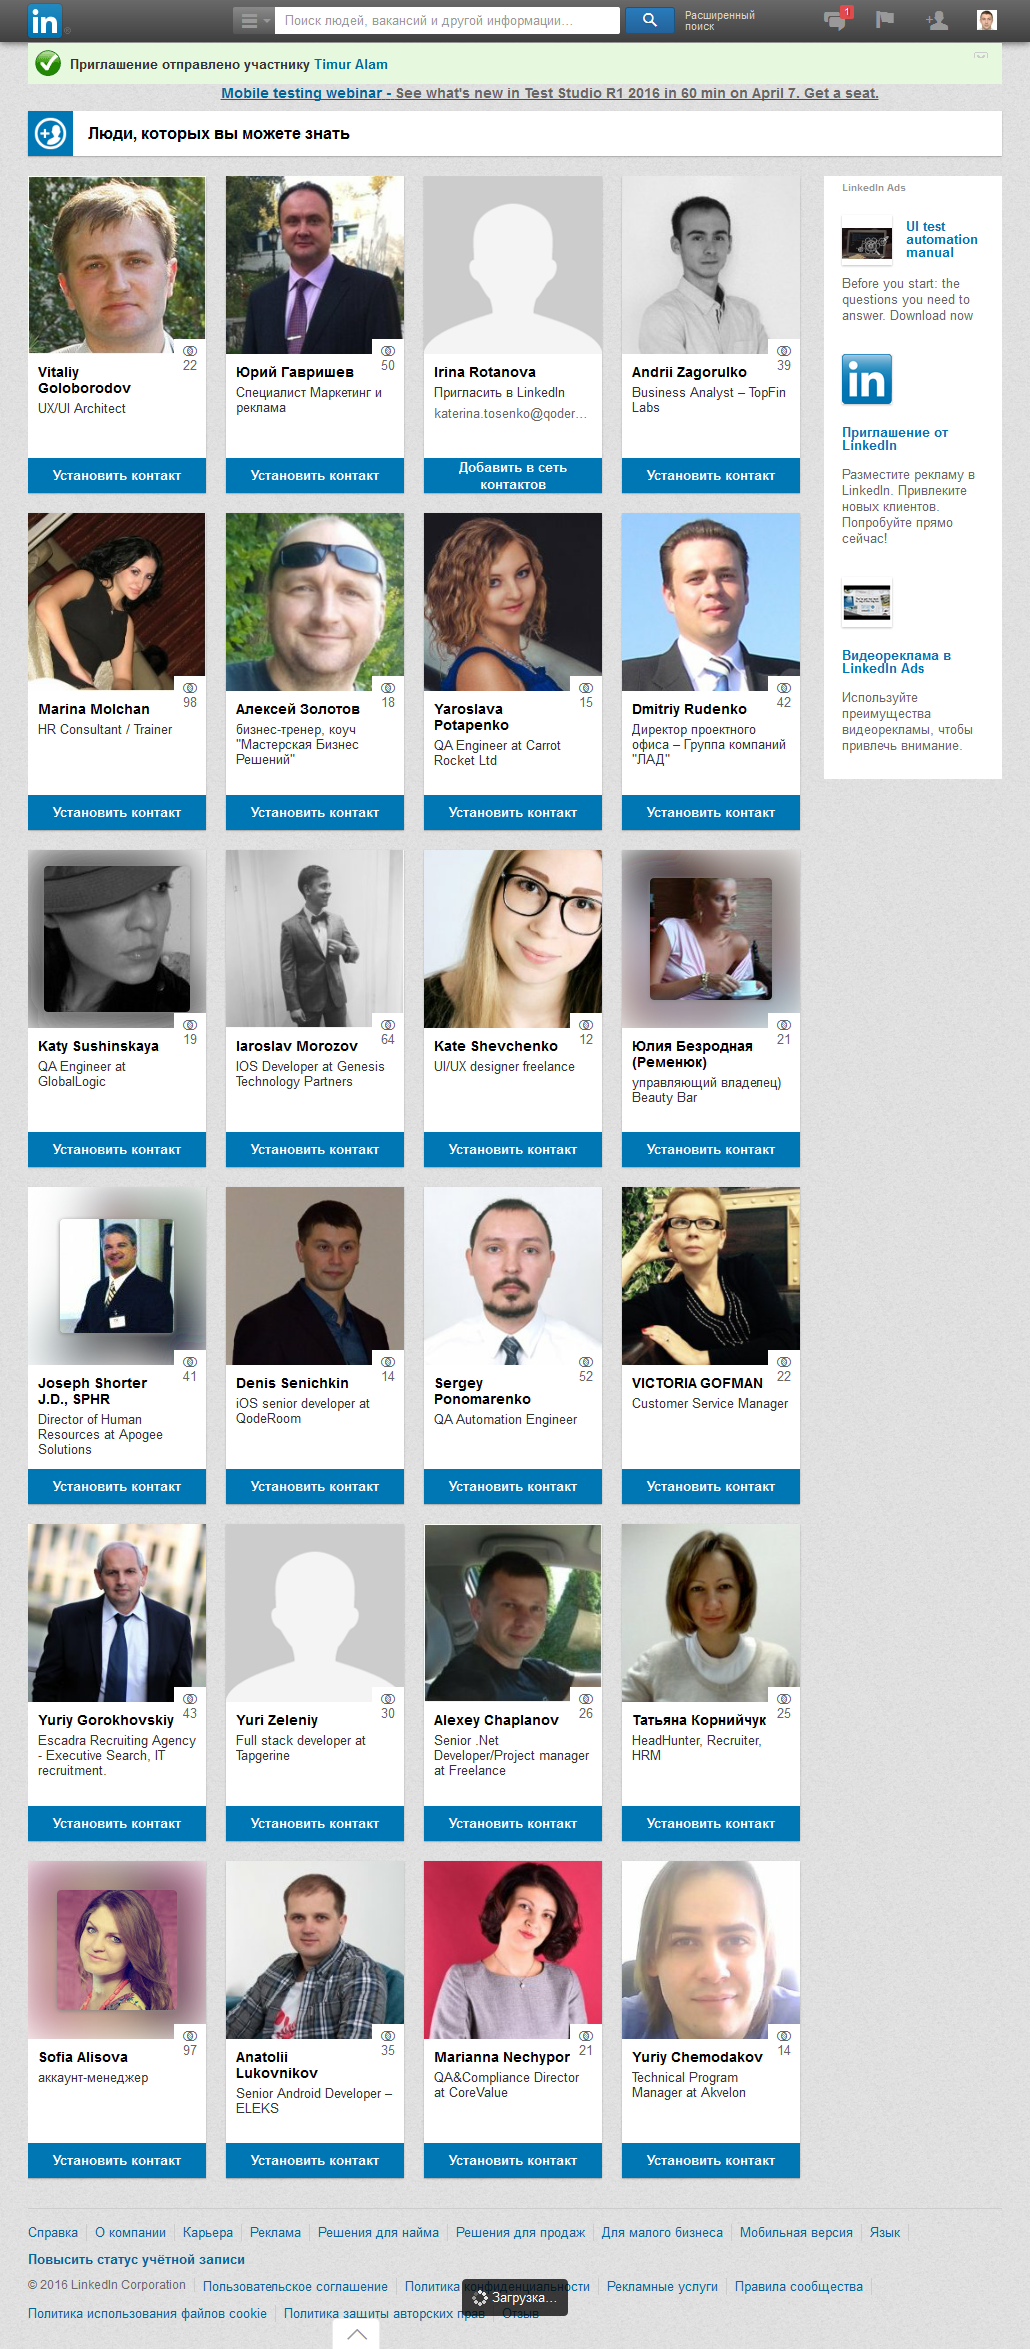 in
Поиск людей, вакансий и другой информации...
Расширенный
поиск
1
Приглашение отправлено участнику Timur Alam
Mobile testing webinar - See what's new in Test Studio R1 2016 in 60 min on April 7. Get a seat.
Люди, которых вы можете знать
22
Vitaliy
Goloborodov
UX/UI Architect
Установить контакт
50
Юрий Гавришев
Специалист Маркетинг и
реклама
Установить контакт
Irina Rotanova
Пригласить в LinkedIn
katerina.tosenko@qoder...
Добавить в сеть
контактов
39
Andrii Zagorulko
Business Analyst – TopFin
Labs
Установить контакт
98
Marina Molchan
HR Consultant / Trainer
Установить контакт
18
Алексей Золотов
бизнес-тренер, коуч
"Мастерская Бизнес
Решений"
Установить контакт
15
Yaroslava
Potapenko
QA Engineer at Carrot
Rocket Ltd
Установить контакт
42
Dmitriy Rudenko
Директор проектного
офиса – Группа компаний
"ЛАД"
Установить контакт
19
Katy Sushinskaya
QA Engineer at
GlobalLogic
Установить контакт
64
Iaroslav Morozov
IOS Developer at Genesis
Technology Partners
Установить контакт
12
Kate Shevchenko
UI/UX designer freelance
Установить контакт
21
Юлия Безродная
(Ременюк)
управляющий владелец)
Beauty Bar
Установить контакт
41
Joseph Shorter
J.D., SPHR
Director of Human
Resources at Apogee
Solutions
Установить контакт
14
Denis Senichkin
iOS senior developer at
QodeRoom
Установить контакт
52
Sergey
Ponomarenko
QA Automation Engineer
Установить контакт
22
VICTORIA GOFMAN
Customer Service Manager
Установить контакт
43
Yuriy Gorokhovskiy
Escadra Recruiting Agency
- Executive Search, IT
recruitment.
Установить контакт
30
Yuri Zeleniy
Full stack developer at
Tapgerine
Установить контакт
26
Alexey Chaplanov
Senior .Net
Developer/Project manager
at Freelance
Установить контакт
25
Татьяна Корнийчук
HeadHunter, Recruiter,
HRM
Установить контакт
97
Sofia Alisova
аккаунт-менеджер
Установить контакт
35
Anatolii
Lukovnikov
Senior Android Developer –
ELEKS
Установить контакт
21
Marianna Nechypor
QA&Compliance Director
at CoreValue
Установить контакт
14
Yuriy Chemodakov
Technical Program
Manager at Akvelon
Установить контакт
LinkedIn Ads
UI test
automation
manual
Before you start: the
questions you need to
answer. Download now
in
Приглашение от
LinkedIn
Разместите рекламу в
LinkedIn. Привлеките
новых клиентов.
Попробуйте прямо
сейчас!
Видеореклама в
LinkedIn Ads
Используйте
преимущества
видеорекламы, чтобы
привлечь внимание.
Справка О компании Карьера Реклама Решения для найма Решения для продаж Для малого бизнеса Мобильная версия Язык
Повысить статус учётной записи
© 2016 LinkedIn Corporation Пользовательское соглашение Политика конфиденциальности Рекламные услуги Правила сообщества
Загрузка...
Политика использования файлов cookie Политика защиты авторских прав Отзыв